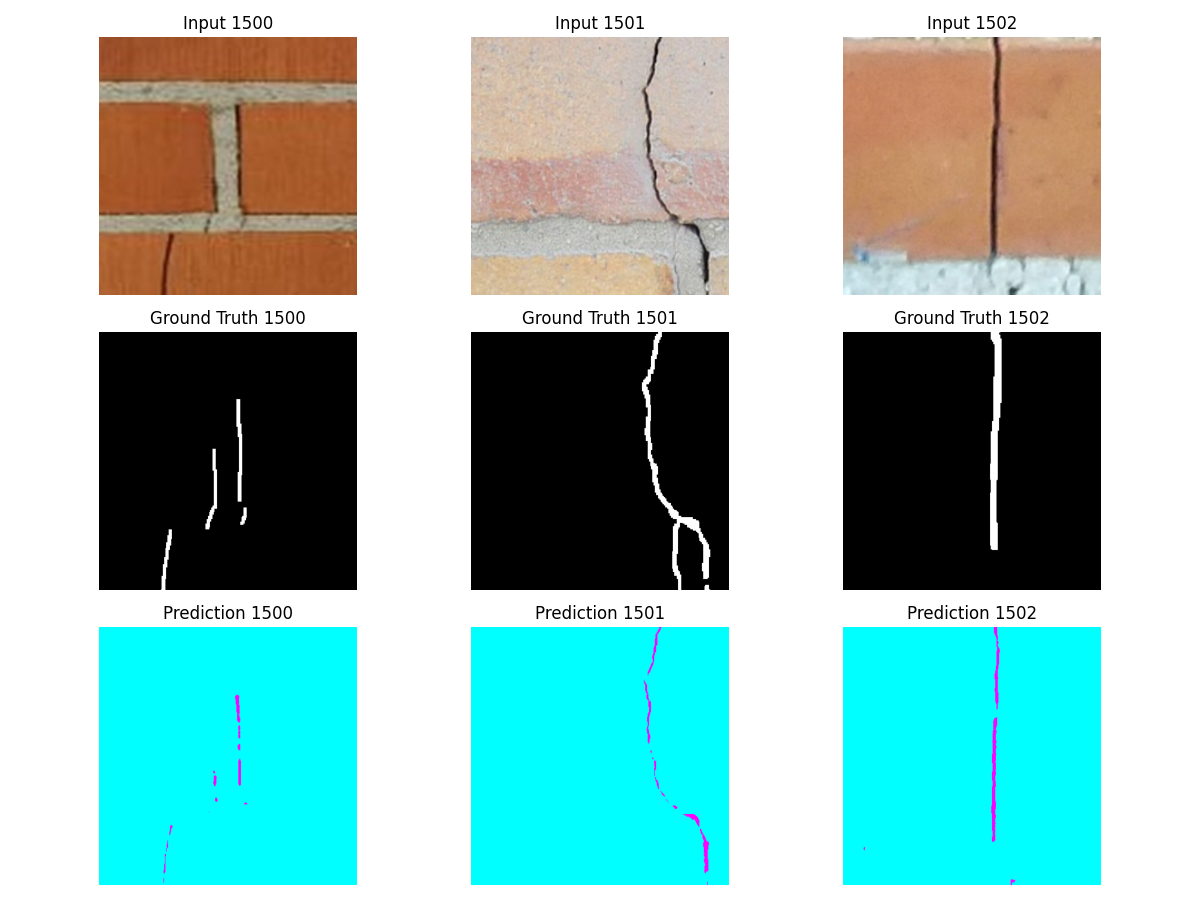 Input 1500
Input 1501
Input 1502
Ground Truth 1500
Ground Truth 1501
Ground Truth 1502
Prediction 1500
Prediction 1501
Prediction 1502